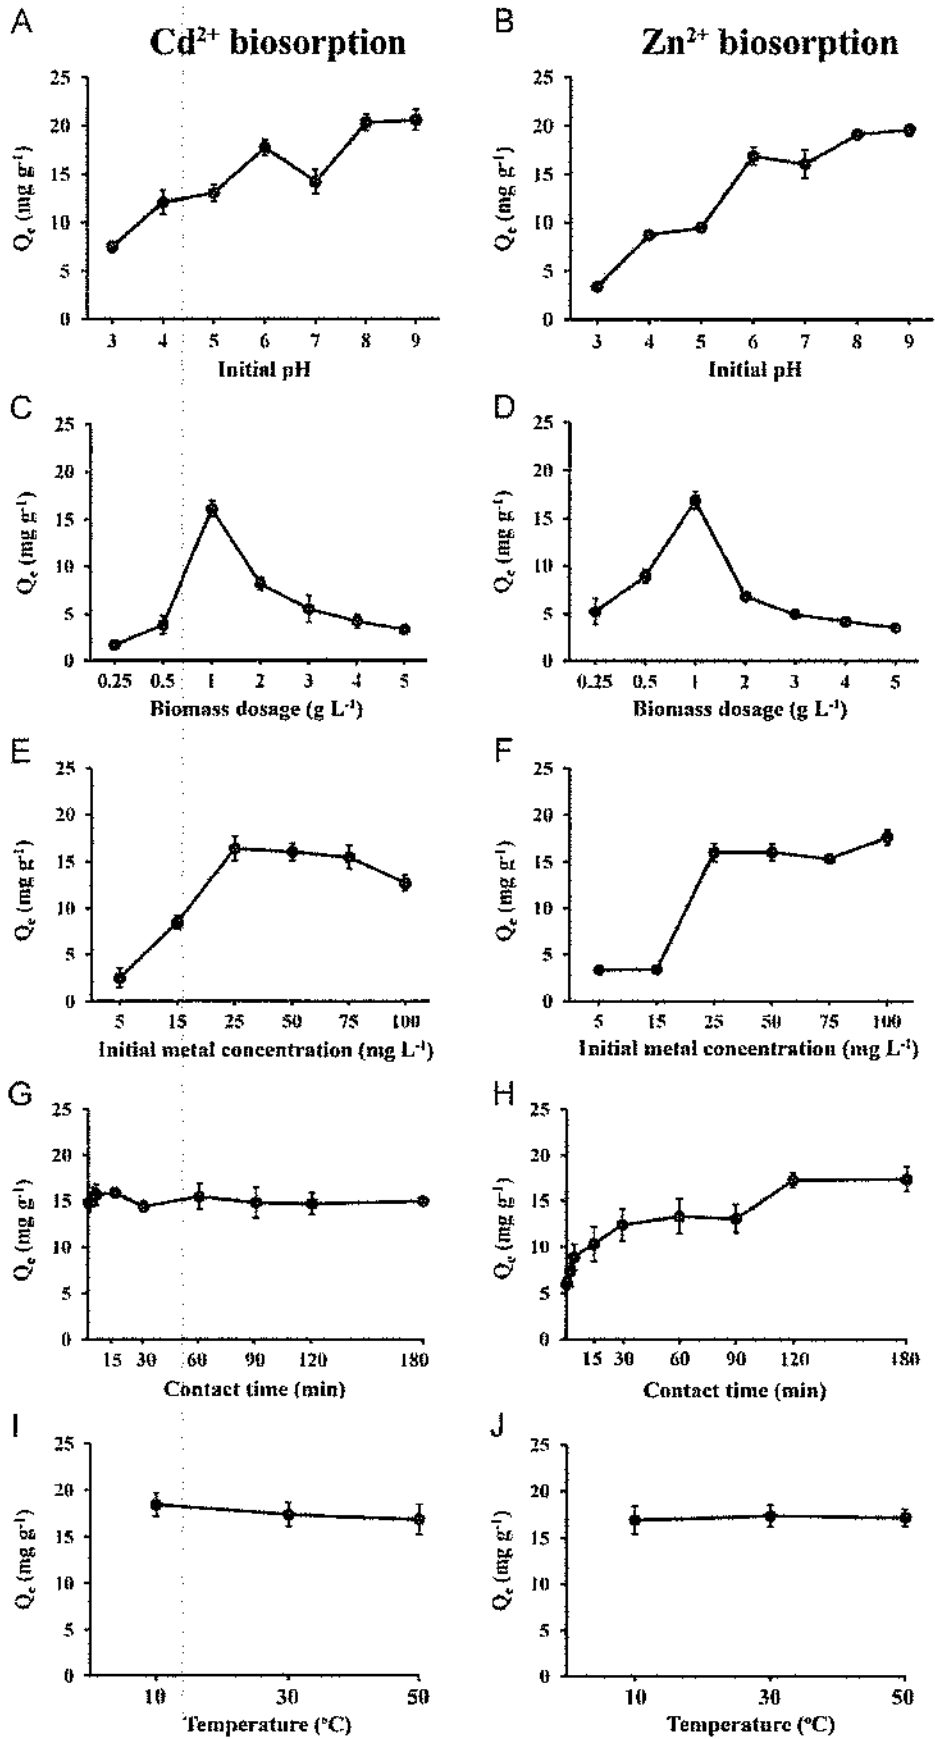 A
Cd²⁺ biosorption
B
Zn²⁺ biosorption
25
20
15
10
5
0
Qₑ (mg g⁻¹)
3 4 5 6 7 8 9
Initial pH
25
20
15
10
5
0
Qₑ (mg g⁻¹)
3 4 5 6 7 8 9
Initial pH
C
25
20
15
10
5
0
Qₑ (mg g⁻¹)
0.25 0.5 1 2 3 4 5
Biomass dosage (g L⁻¹)
D
25
20
15
10
5
0
Qₑ (mg g⁻¹)
0.25 0.5 1 2 3 4 5
Biomass dosage (g L⁻¹)
E
25
20
15
10
5
0
Qₑ (mg g⁻¹)
5 15 25 50 75 100
Initial metal concentration (mg L⁻¹)
F
25
20
15
10
5
0
Qₑ (mg g⁻¹)
5 15 25 50 75 100
Initial metal concentration (mg L⁻¹)
G
25
20
15
10
5
0
Qₑ (mg g⁻¹)
15 30 60 90 120 180
Contact time (min)
H
25
20
15
10
5
0
Qₑ (mg g⁻¹)
15 30 60 90 120 180
Contact time (min)
I
25
20
15
10
5
0
Qₑ (mg g⁻¹)
10 30 50
Temperature (°C)
J
25
20
15
10
5
0
Qₑ (mg g⁻¹)
10 30 50
Temperature (°C)